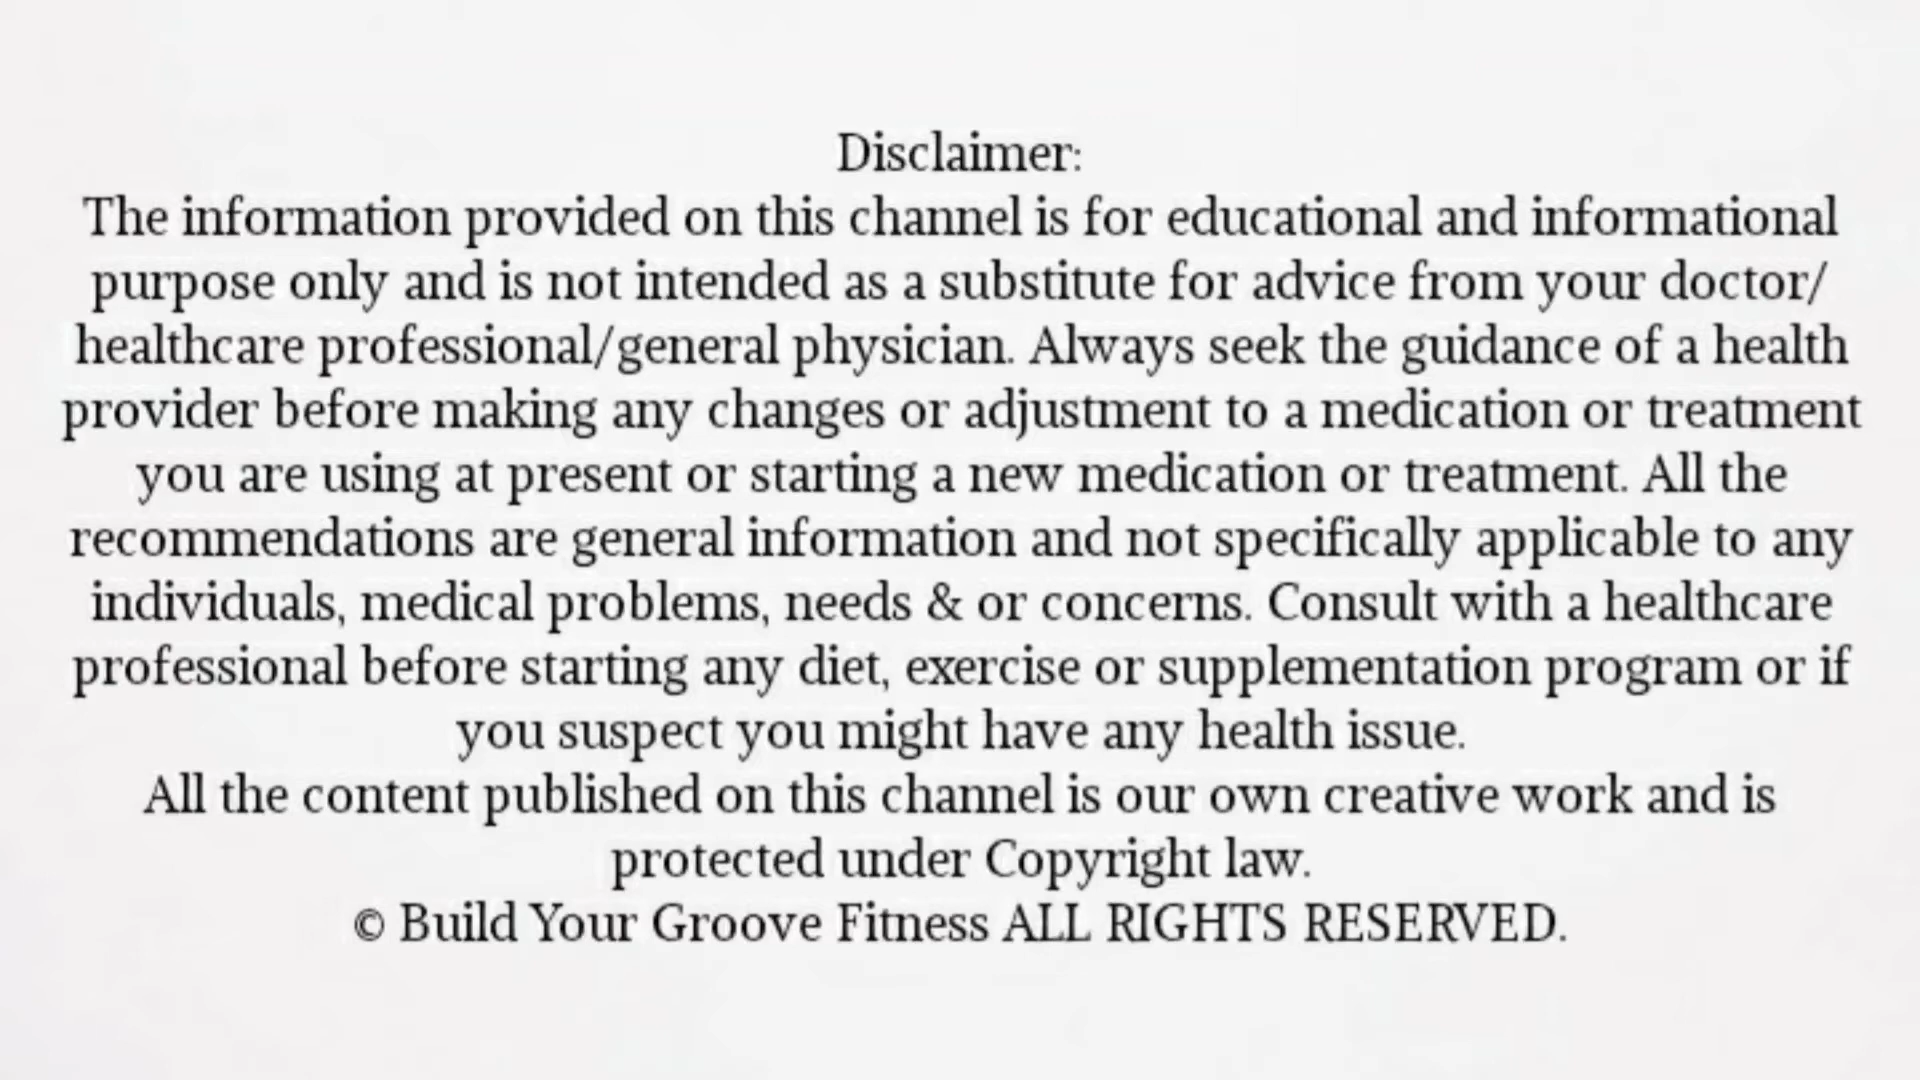 Disclaimer:
The information provided on this channel is for educational and informational
purpose only and is not intended as a substitute for advice from your doctor/
healthcare professional/general physician. Always seek the guidance of a health
provider before making any changes or adjustment to a medication or treatment
you are using at present or starting a new medication or treatment. All the
recommendations are general information and not specifically applicable to any
individuals, medical problems, needs & or concerns. Consult with a healthcare
professional before starting any diet, exercise or supplementation program or if
you suspect you might have any health issue.
All the content published on this channel is our own creative work and is
protected under Copyright law.
© Build Your Groove Fitness ALL RIGHTS RESERVED.